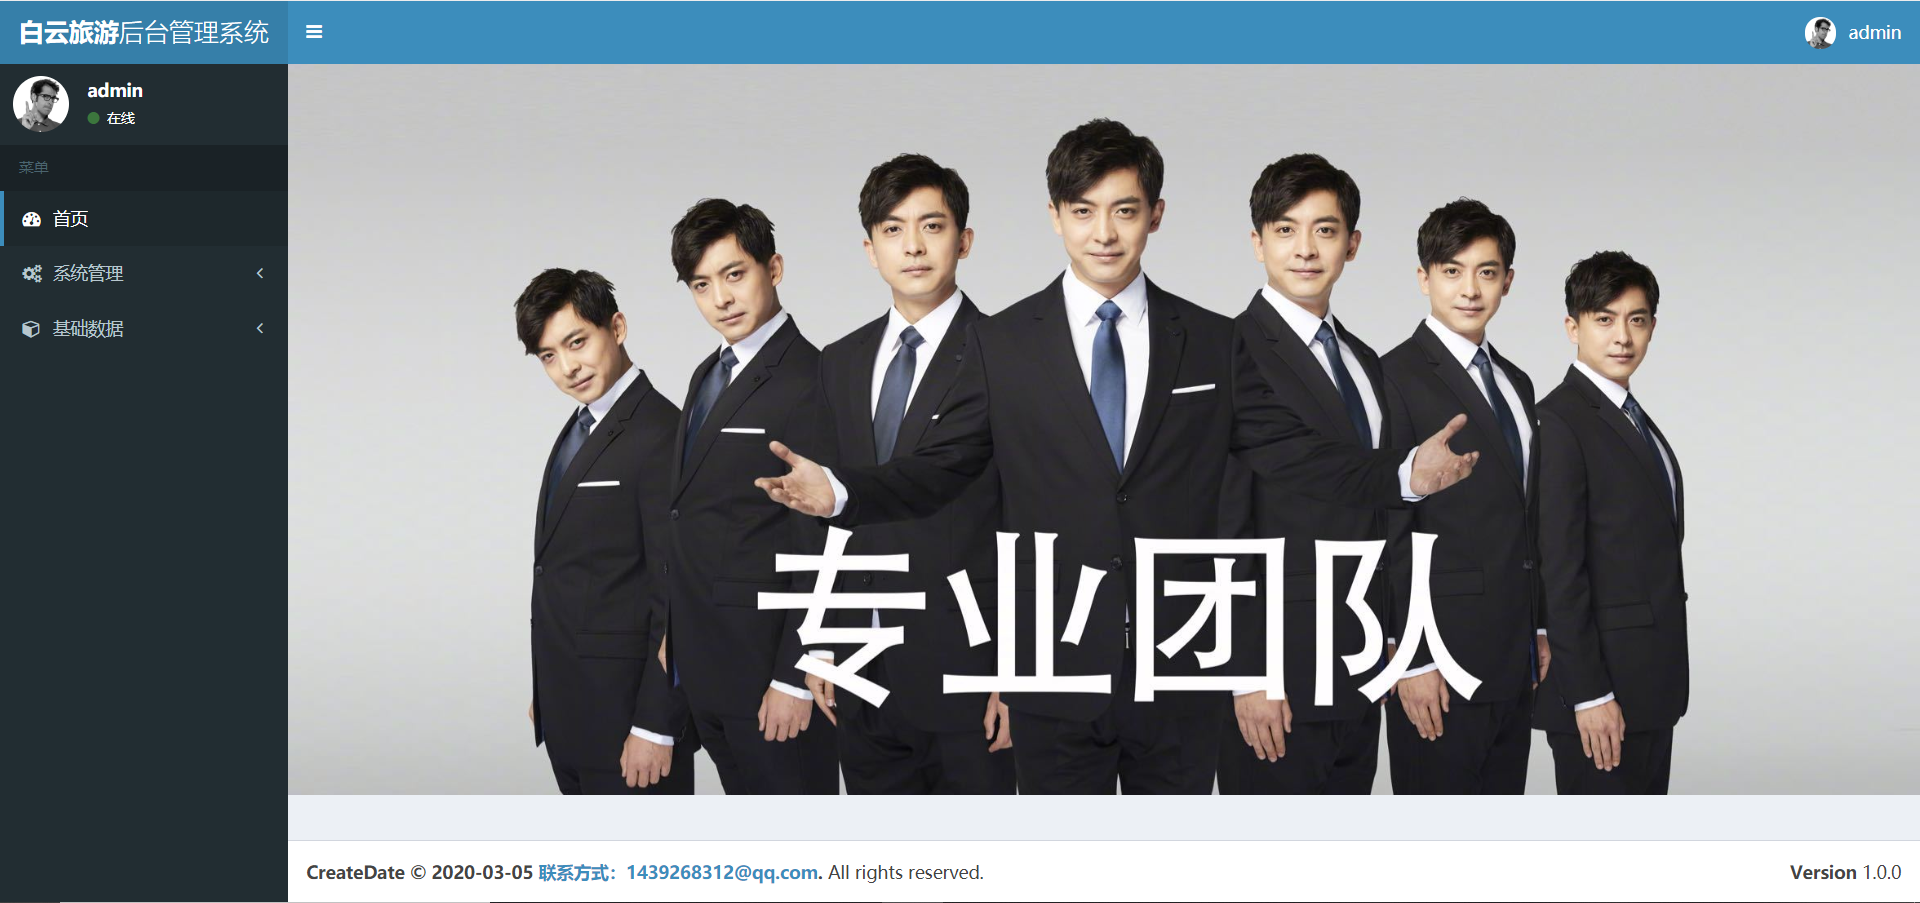 白云旅游后台管理系统
admin
admin
在线
菜单
首页
系统管理
基础数据
专业团队
CreateDate © 2020-03-05 联系方式：1439268312@qq.com. All rights reserved.
Version 1.0.0